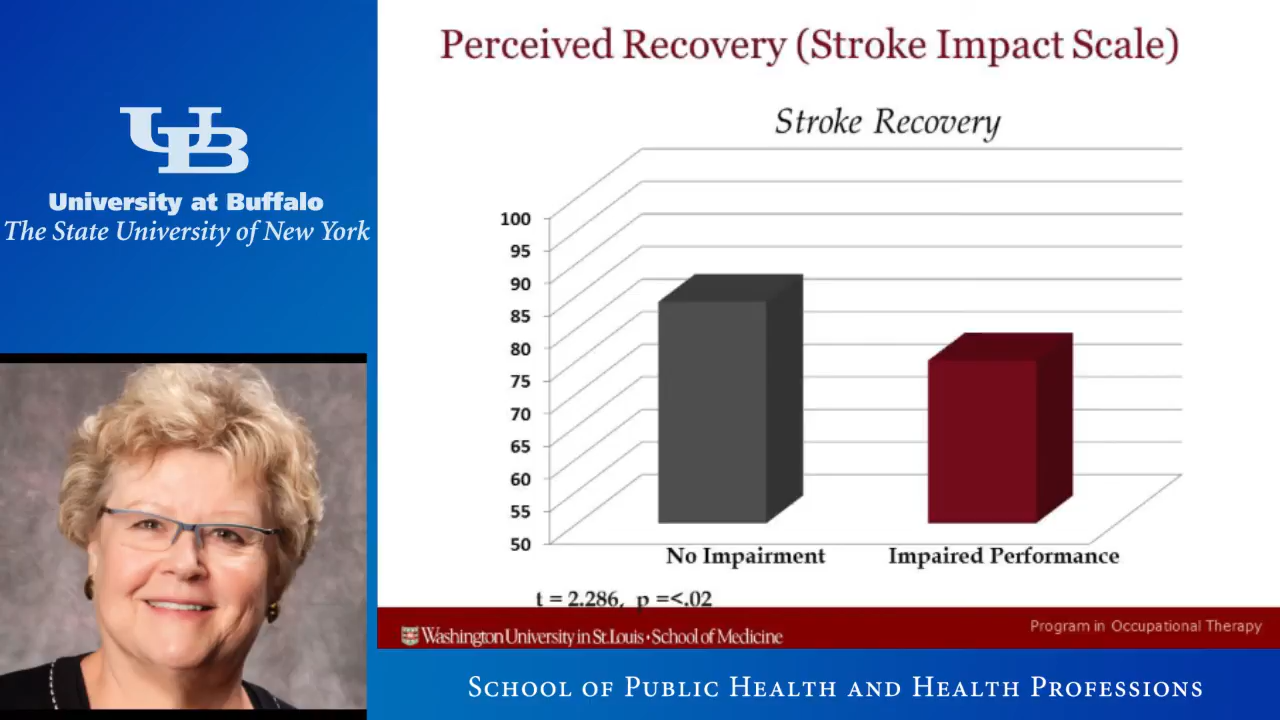 UB
University at Buffalo
The State University of New York
Perceived Recovery (Stroke Impact Scale)
Stroke Recovery
100
95
90
85
80
75
70
65
60
55
50
No Impairment
Impaired Performance
t = 2.286, p =<.02
Washington University in St. Louis • School of Medicine
Program in Occupational Therapy
School of Public Health and Health Professions